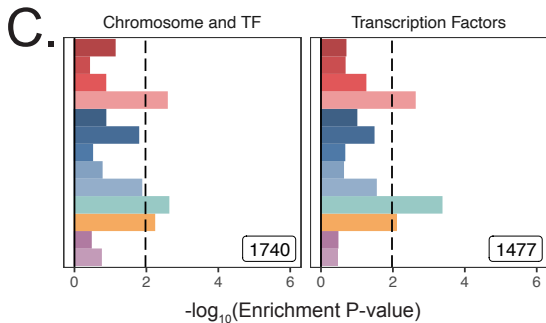 C.
Chromosome and TF
Transcription Factors
1740
1477
0 2 4 6
0 2 4 6
-log10(Enrichment P-value)